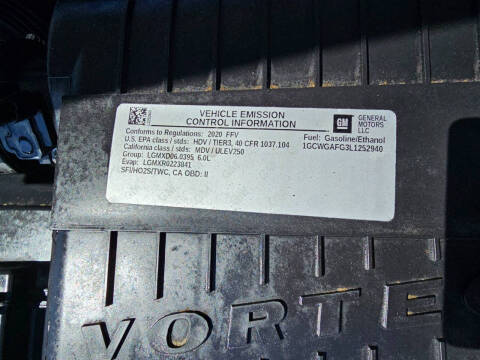 VEHICLE EMISSION
CONTROL INFORMATION
GM
GENERAL
MOTORS
LLC
Conforms to Regulations: 2020 FFV
Fuel: Gasoline/Ethanol
U.S. EPA class / stds: HDV / TIER3, 40 CFR 1037.104
1GCWGAFG3L1252940
California class / stds: MDV / ULEV250
Group: LGMXD06.0395 6.0L
Evap: LGMXR0223841
SFI/HO2S/TWC, CA OBD: II
VORTE